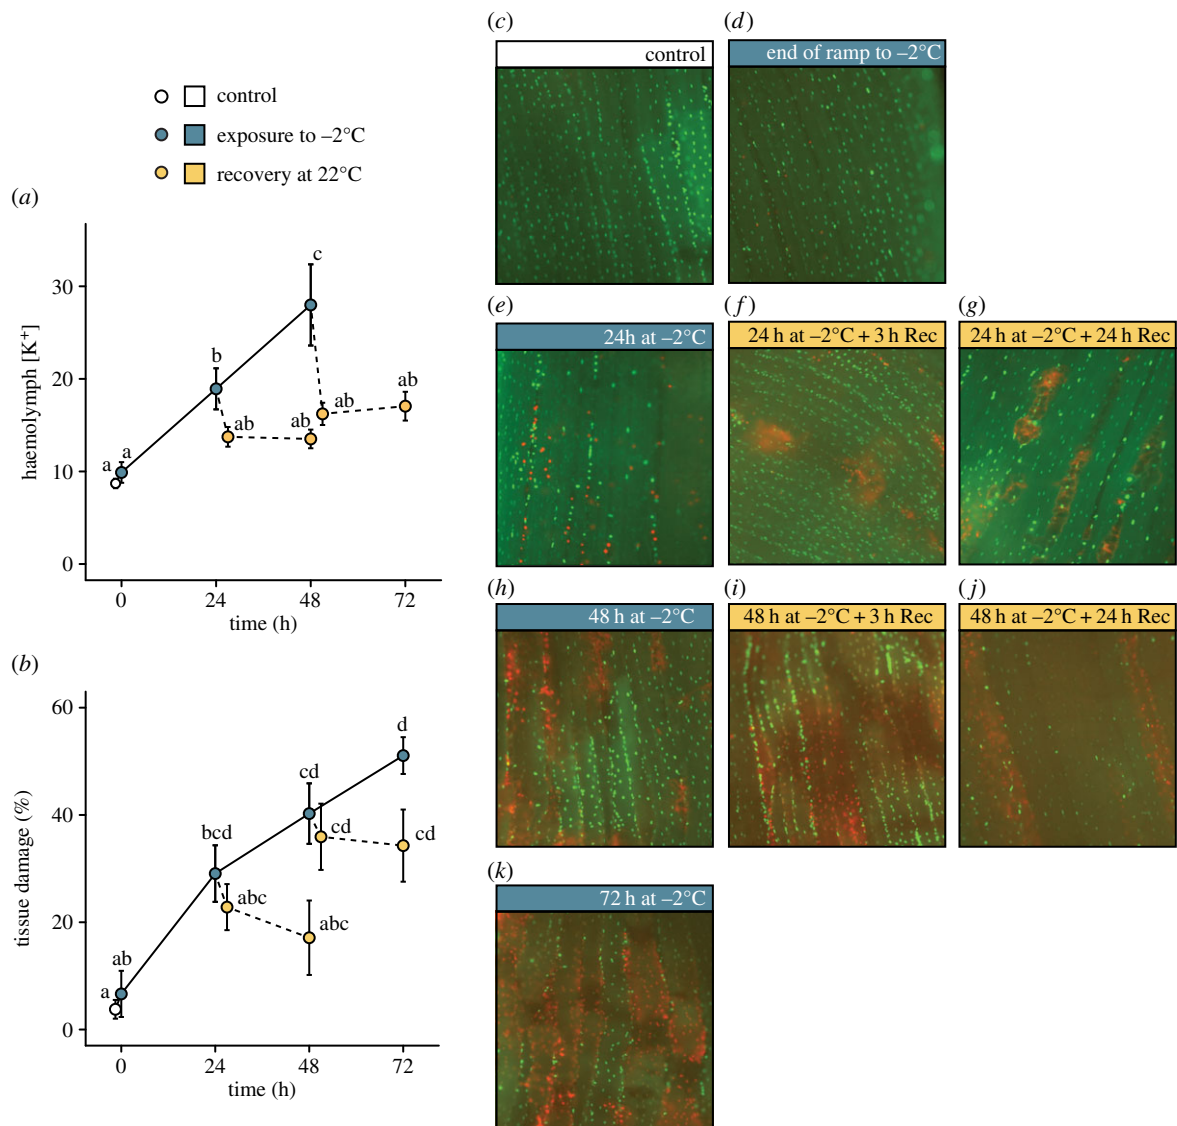 control
exposure to –2°C
recovery at 22°C
(a)
haemolymph [K+]
30
20
10
0
a
a
b
c
ab
ab
ab
ab
0
24
48
72
time (h)
(b)
tissue damage (%)
60
40
20
0
a
ab
bcd
cd
d
abc
abc
cd
cd
0
24
48
72
time (h)
(c)
control
(d)
end of ramp to –2°C
(e)
24h at –2°C
(f)
24 h at –2°C + 3 h Rec
(g)
24 h at –2°C + 24 h Rec
(h)
48 h at –2°C
(i)
48 h at –2°C + 3 h Rec
(j)
48 h at –2°C + 24 h Rec
(k)
72 h at –2°C